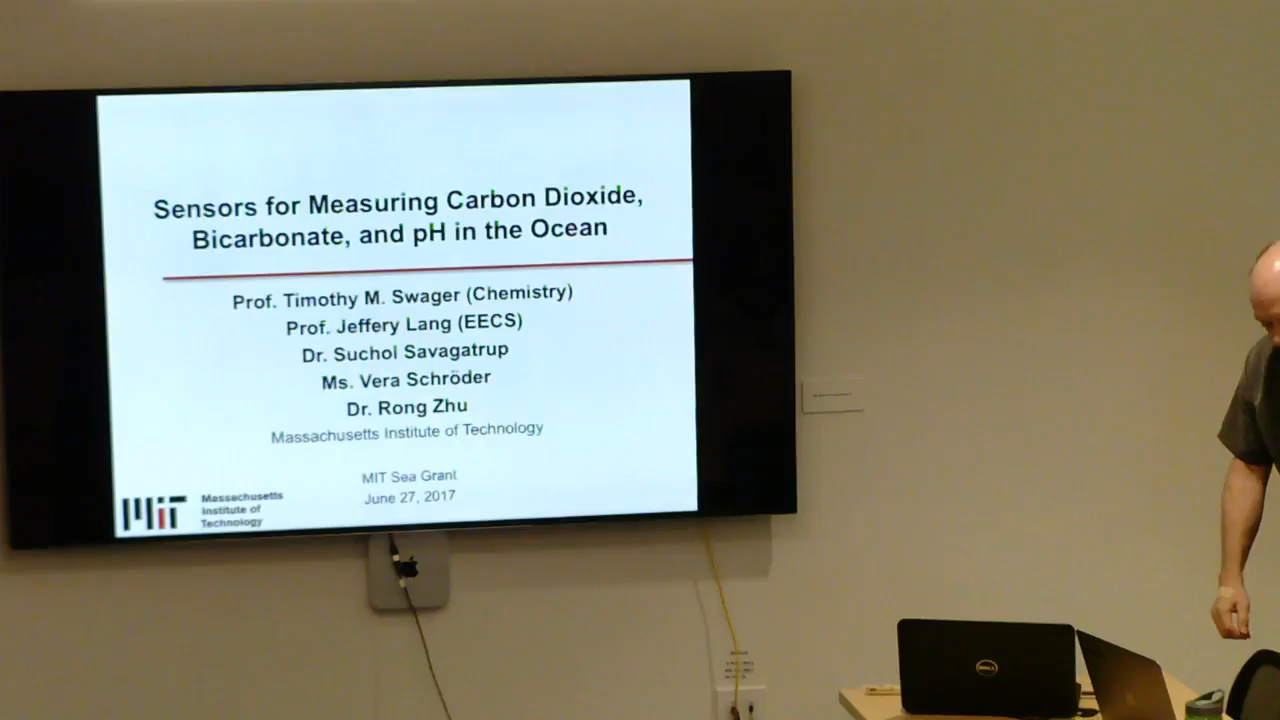 Sensors for Measuring Carbon Dioxide,
Bicarbonate, and pH in the Ocean
Prof. Timothy M. Swager (Chemistry)
Prof. Jeffery Lang (EECS)
Dr. Suchol Savagatrup
Ms. Vera Schröder
Dr. Rong Zhu
Massachusetts Institute of Technology
MIT Sea Grant
June 27, 2017
Massachusetts
Institute of
Technology
DELL